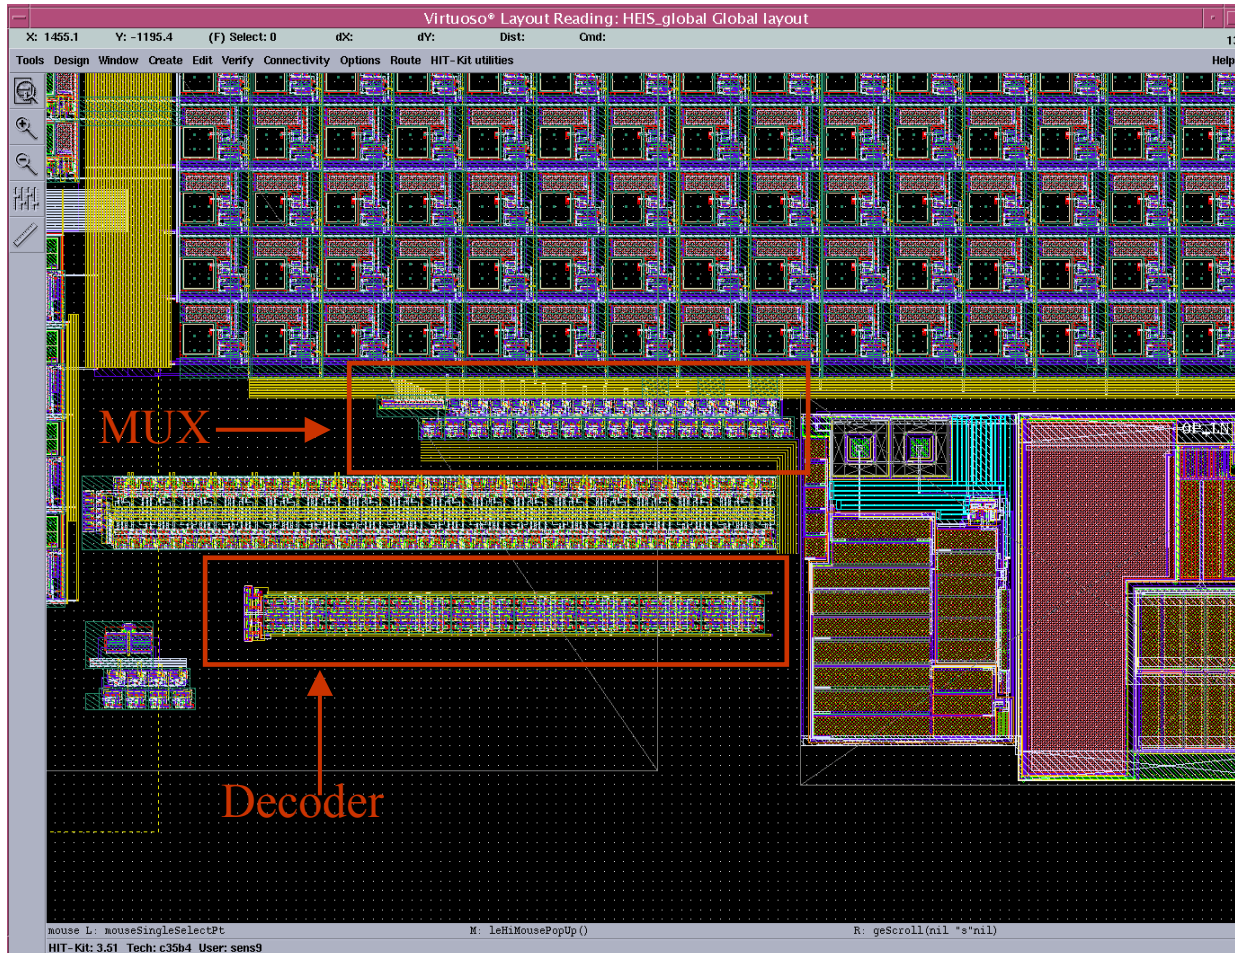 Virtuoso® Layout Reading: HEIS_global Global layout
X: 1455.1 Y: -1195.4 (F) Select: 0 dX: dY: Dist: Cmd:
Tools Design Window Create Edit Verify Connectivity Options Route HIT-Kit utilities Help
MUX
OP_IN
Decoder
mouse L: mouseSingleSelectPt M: leHiMousePopUp() R: geScroll(nil "s"nil)
HIT-Kit: 3.51 Tech: c35b4 User: sens9